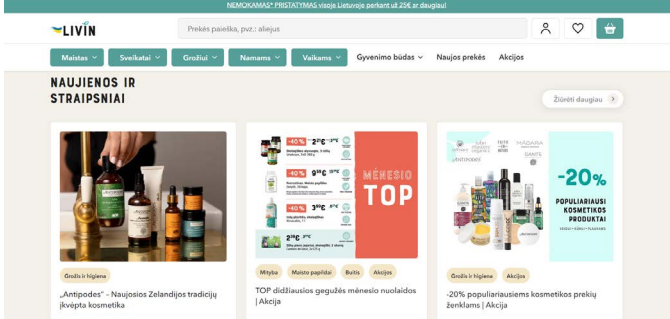 NEMOKAMAS* PRISTATYMAS visoje Lietuvoje perkant už 25€ ar daugiau!
LIVIN
Prekės paieška, pvz.: aliejus
Maistas
Sveikatai
Grožiui
Namams
Vaikams
Gyvenimo būdas
Naujos prekės
Akcijos
NAUJIENOS IR
STRAIPSNIAI
Žiūrėti daugiau
-40%
-40%
-40%
MĖNESIO
TOP
MÁDARA
SANTE
ANTIPODES
-20%
POPULIARIAUSI
KOSMETIKOS
PRODUKTAI
Grožis ir higiena
Mityba
Maisto papildai
Buitis
Akcijos
Grožis ir higiena
Akcijos
„Antipodes“ – Naujosios Zelandijos tradicijų
įkvėpta kosmetika
TOP didžiausios gegužės mėnesio nuolaidos
| Akcija
-20% populiariausiems kosmetikos prekių
ženklams | Akcija